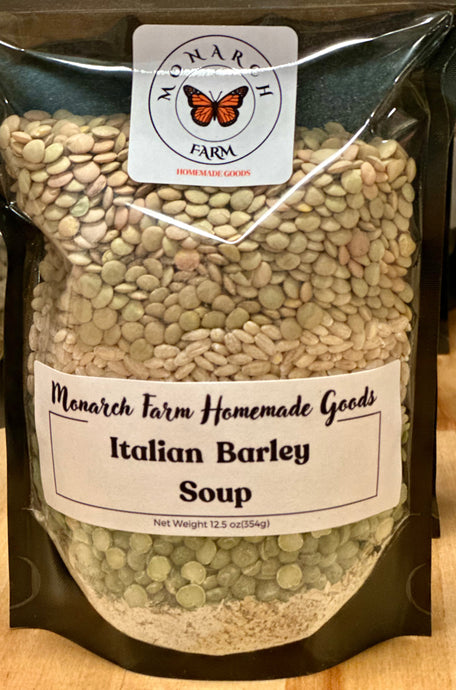 MONARCH
FARM
HOMEMADE GOODS
Monarch Farm Homemade Goods
Italian Barley
Soup
Net Weight 12.5 oz(354g)